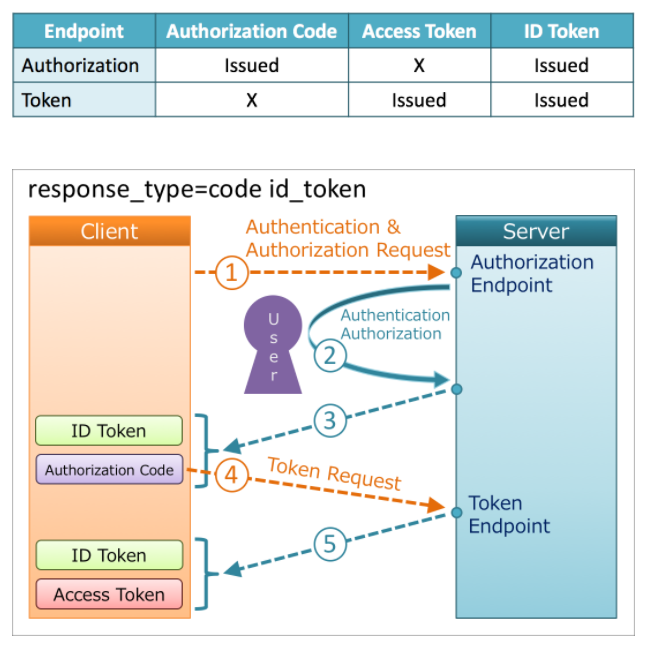 Endpoint Authorization Code Access Token ID Token
Authorization Issued X Issued
Token X Issued Issued
response_type=code id_token
Client
Authentication &
Authorization Request
Server
1
Authorization
Endpoint
User
Authentication
Authorization
2
3
ID Token
Authorization Code
4
Token Request
Token
Endpoint
5
ID Token
Access Token